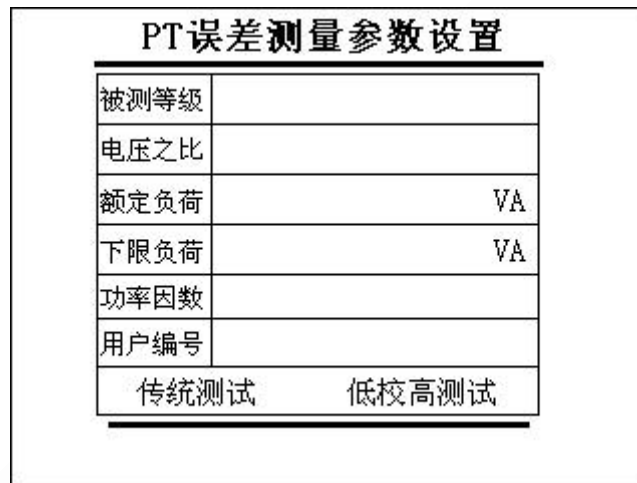 PT误差测量参数设置
被测等级
电压之比
额定负荷 VA
下限负荷 VA
功率因数
用户编号
传统测试 低校高测试